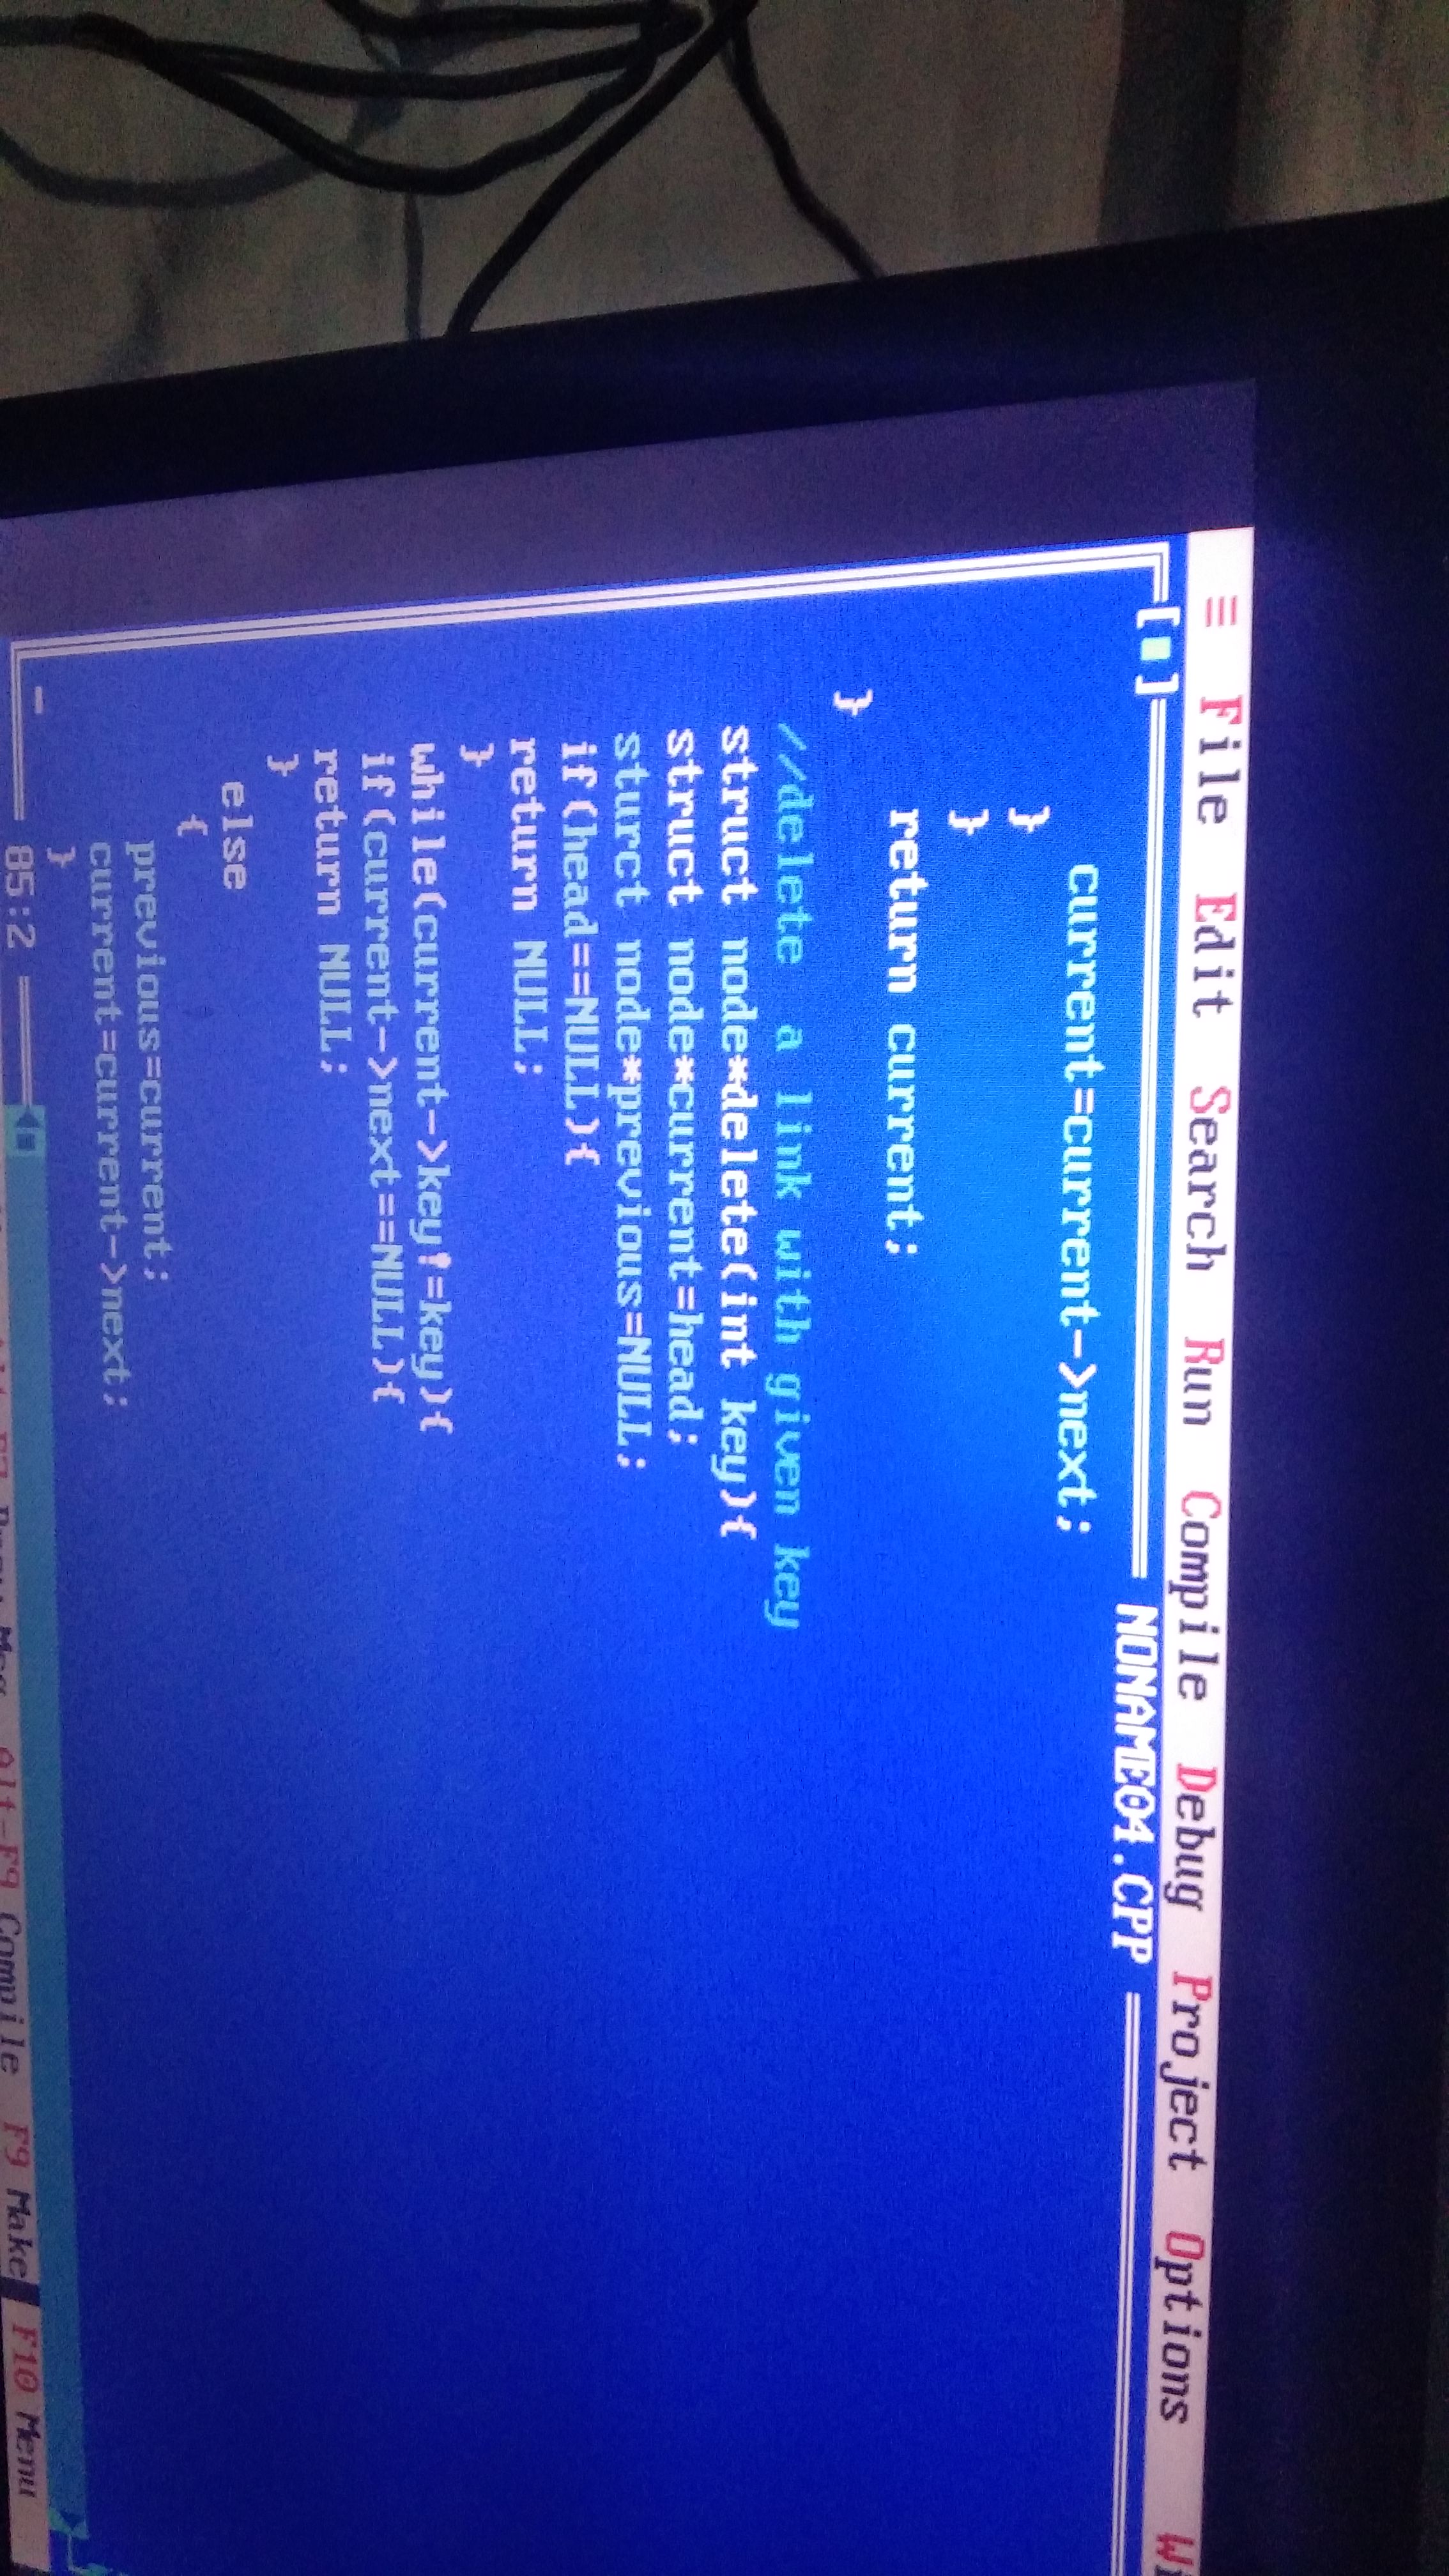 ≡ File Edit Search Run Compile Debug Project Options
[■] NONAME04.CPP
current=current->next;
}
}
return current;
}
//delete a link with given key
struct node*delete(int key){
struct node*current=head;
sturct node*previous=NULL;
if(head==NULL){
return NULL;
}
while(current->key!=key){
if(current->next==NULL){
return NULL;
}
else
{
previous=current;
current=current->next;
}
85:2
Alt-F9 Compile F9 Make F10 Menu